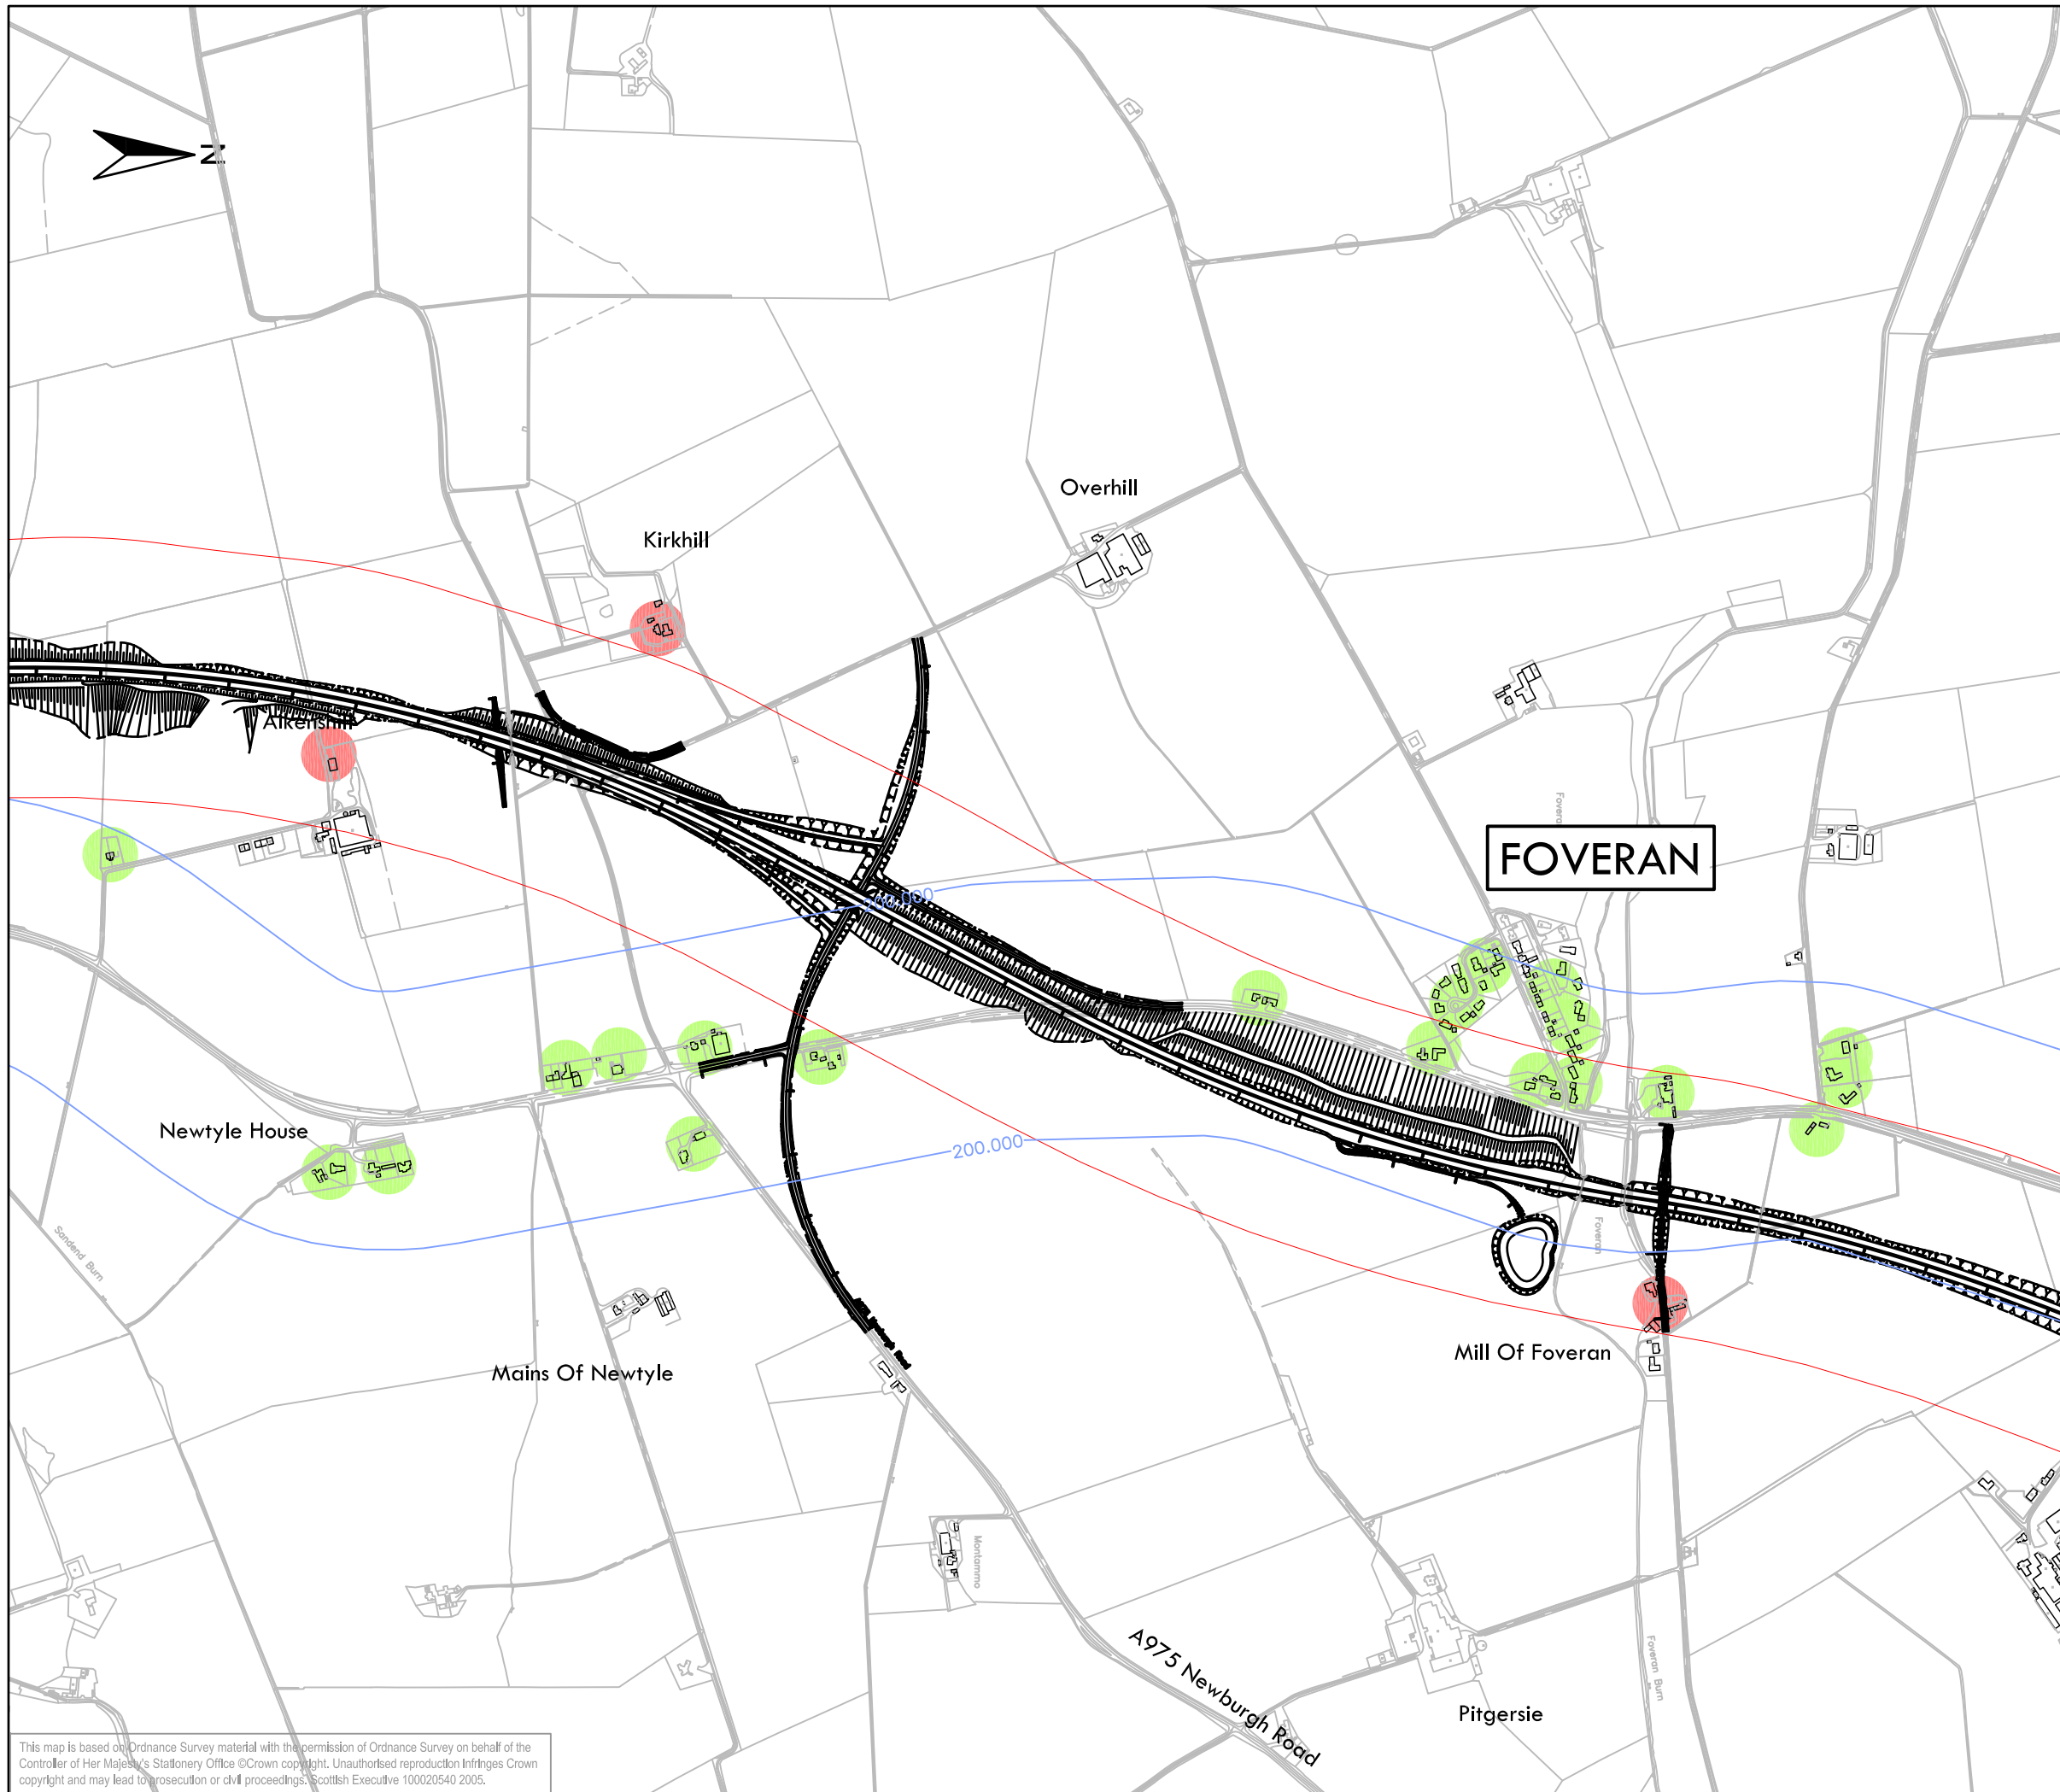 N
Overhill
Kirkhill
Aikenshill
Fovera
FOVERAN
200.000
Newtyle House
200.000
Foveran
Sandend Burn
Mains Of Newtyle
Mill Of Foveran
Montammo
A975 Newburgh Road
Foveran Burn
Pitgersie
This map is based on Ordnance Survey material with the permission of Ordnance Survey on behalf of the
Controller of Her Majesty's Stationery Office ©Crown copyright. Unauthorised reproduction infringes Crown
copyright and may lead to prosecution or civil proceedings. Scottish Executive 100020540 2005.